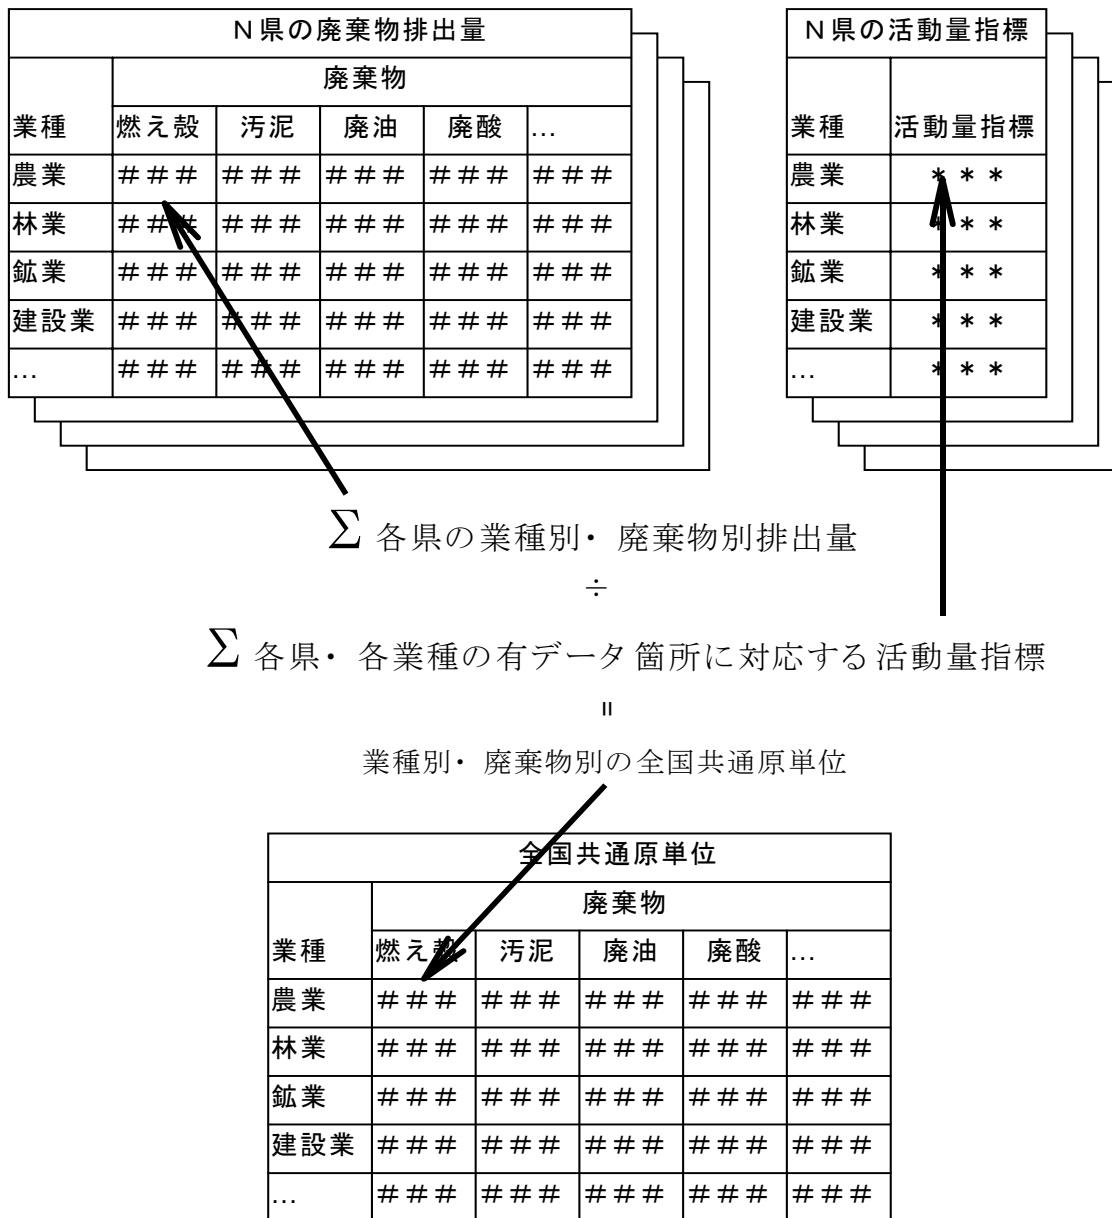 N県の廃棄物排出量
廃棄物
業種 燃え殻 汚泥 廃油 廃酸 …
農業 ### ### ### ### ###
林業 ### ### ### ### ###
鉱業 ### ### ### ### ###
建設業 ### ### ### ### ###
… ### ### ### ### ###
N県の活動量指標
業種 活動量指標
農業 ***
林業 ***
鉱業 ***
建設業 ***
… ***
Σ 各県の業種別・廃棄物別排出量
÷
Σ 各県・各業種の有データ箇所に対応する活動量指標
=
業種別・廃棄物別の全国共通原単位
全国共通原単位
廃棄物
業種 燃え殻 汚泥 廃油 廃酸 …
農業 ### ### ### ### ###
林業 ### ### ### ### ###
鉱業 ### ### ### ### ###
建設業 ### ### ### ### ###
… ### ### ### ### ###